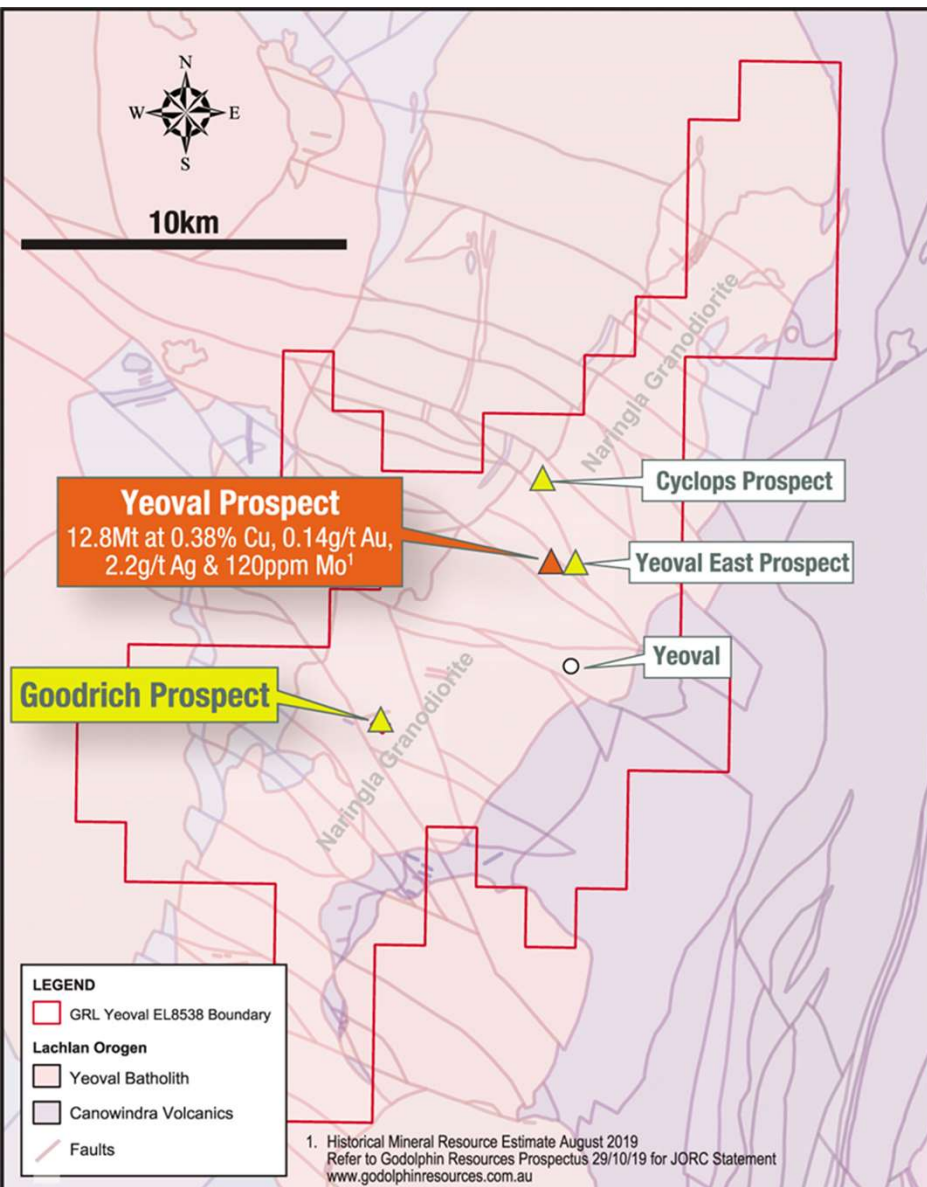 N
W E
S
10km
Naringla Granodiorite
Cyclops Prospect
Yeoval Prospect
12.8Mt at 0.38% Cu, 0.14g/t Au,
2.2g/t Ag & 120ppm Mo1
Yeoval East Prospect
Yeoval
Goodrich Prospect
Naringla Granodiorite
LEGEND
GRL Yeoval EL8538 Boundary
Lachlan Orogen
Yeoval Batholith
Canowindra Volcanics
Faults
1. Historical Mineral Resource Estimate August 2019
Refer to Godolphin Resources Prospectus 29/10/19 for JORC Statement
www.godolphinresources.com.au